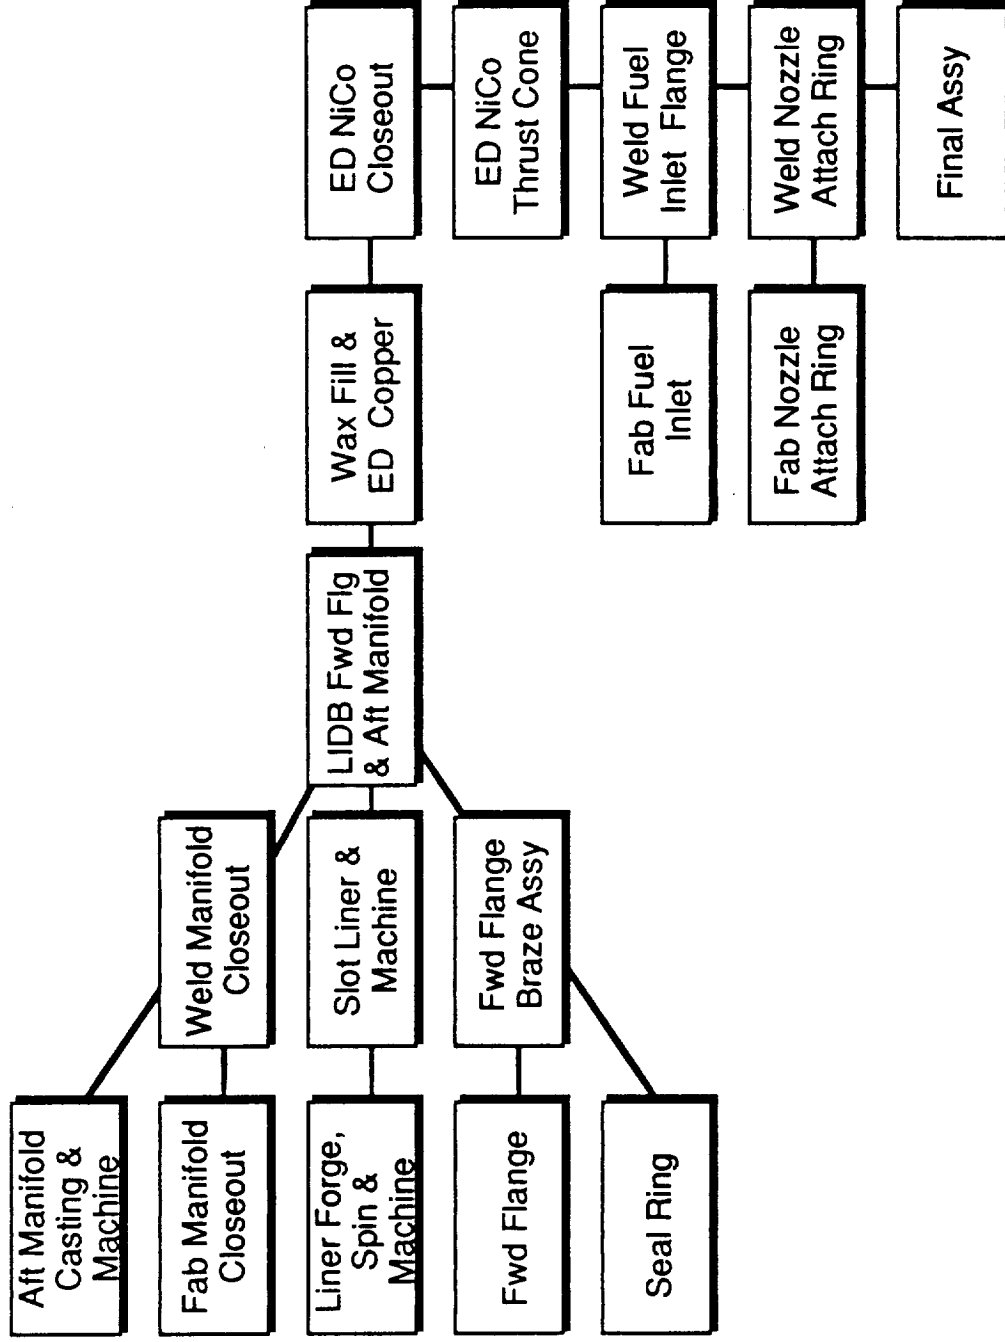 Aft Manifold
Casting &
Machine
Fab Manifold
Closeout
Liner Forge,
Spin &
Machine
Fwd Flange
Seal Ring
Weld Manifold
Closeout
Slot Liner &
Machine
Fwd Flange
Braze Assy
LIDB Fwd Flg
& Aft Manifold
Wax Fill &
ED Copper
Fab Fuel
Inlet
Fab Nozzle
Attach Ring
ED NiCo
Closeout
ED NiCo
Thrust Cone
Weld Fuel
Inlet Flange
Weld Nozzle
Attach Ring
Final Assy